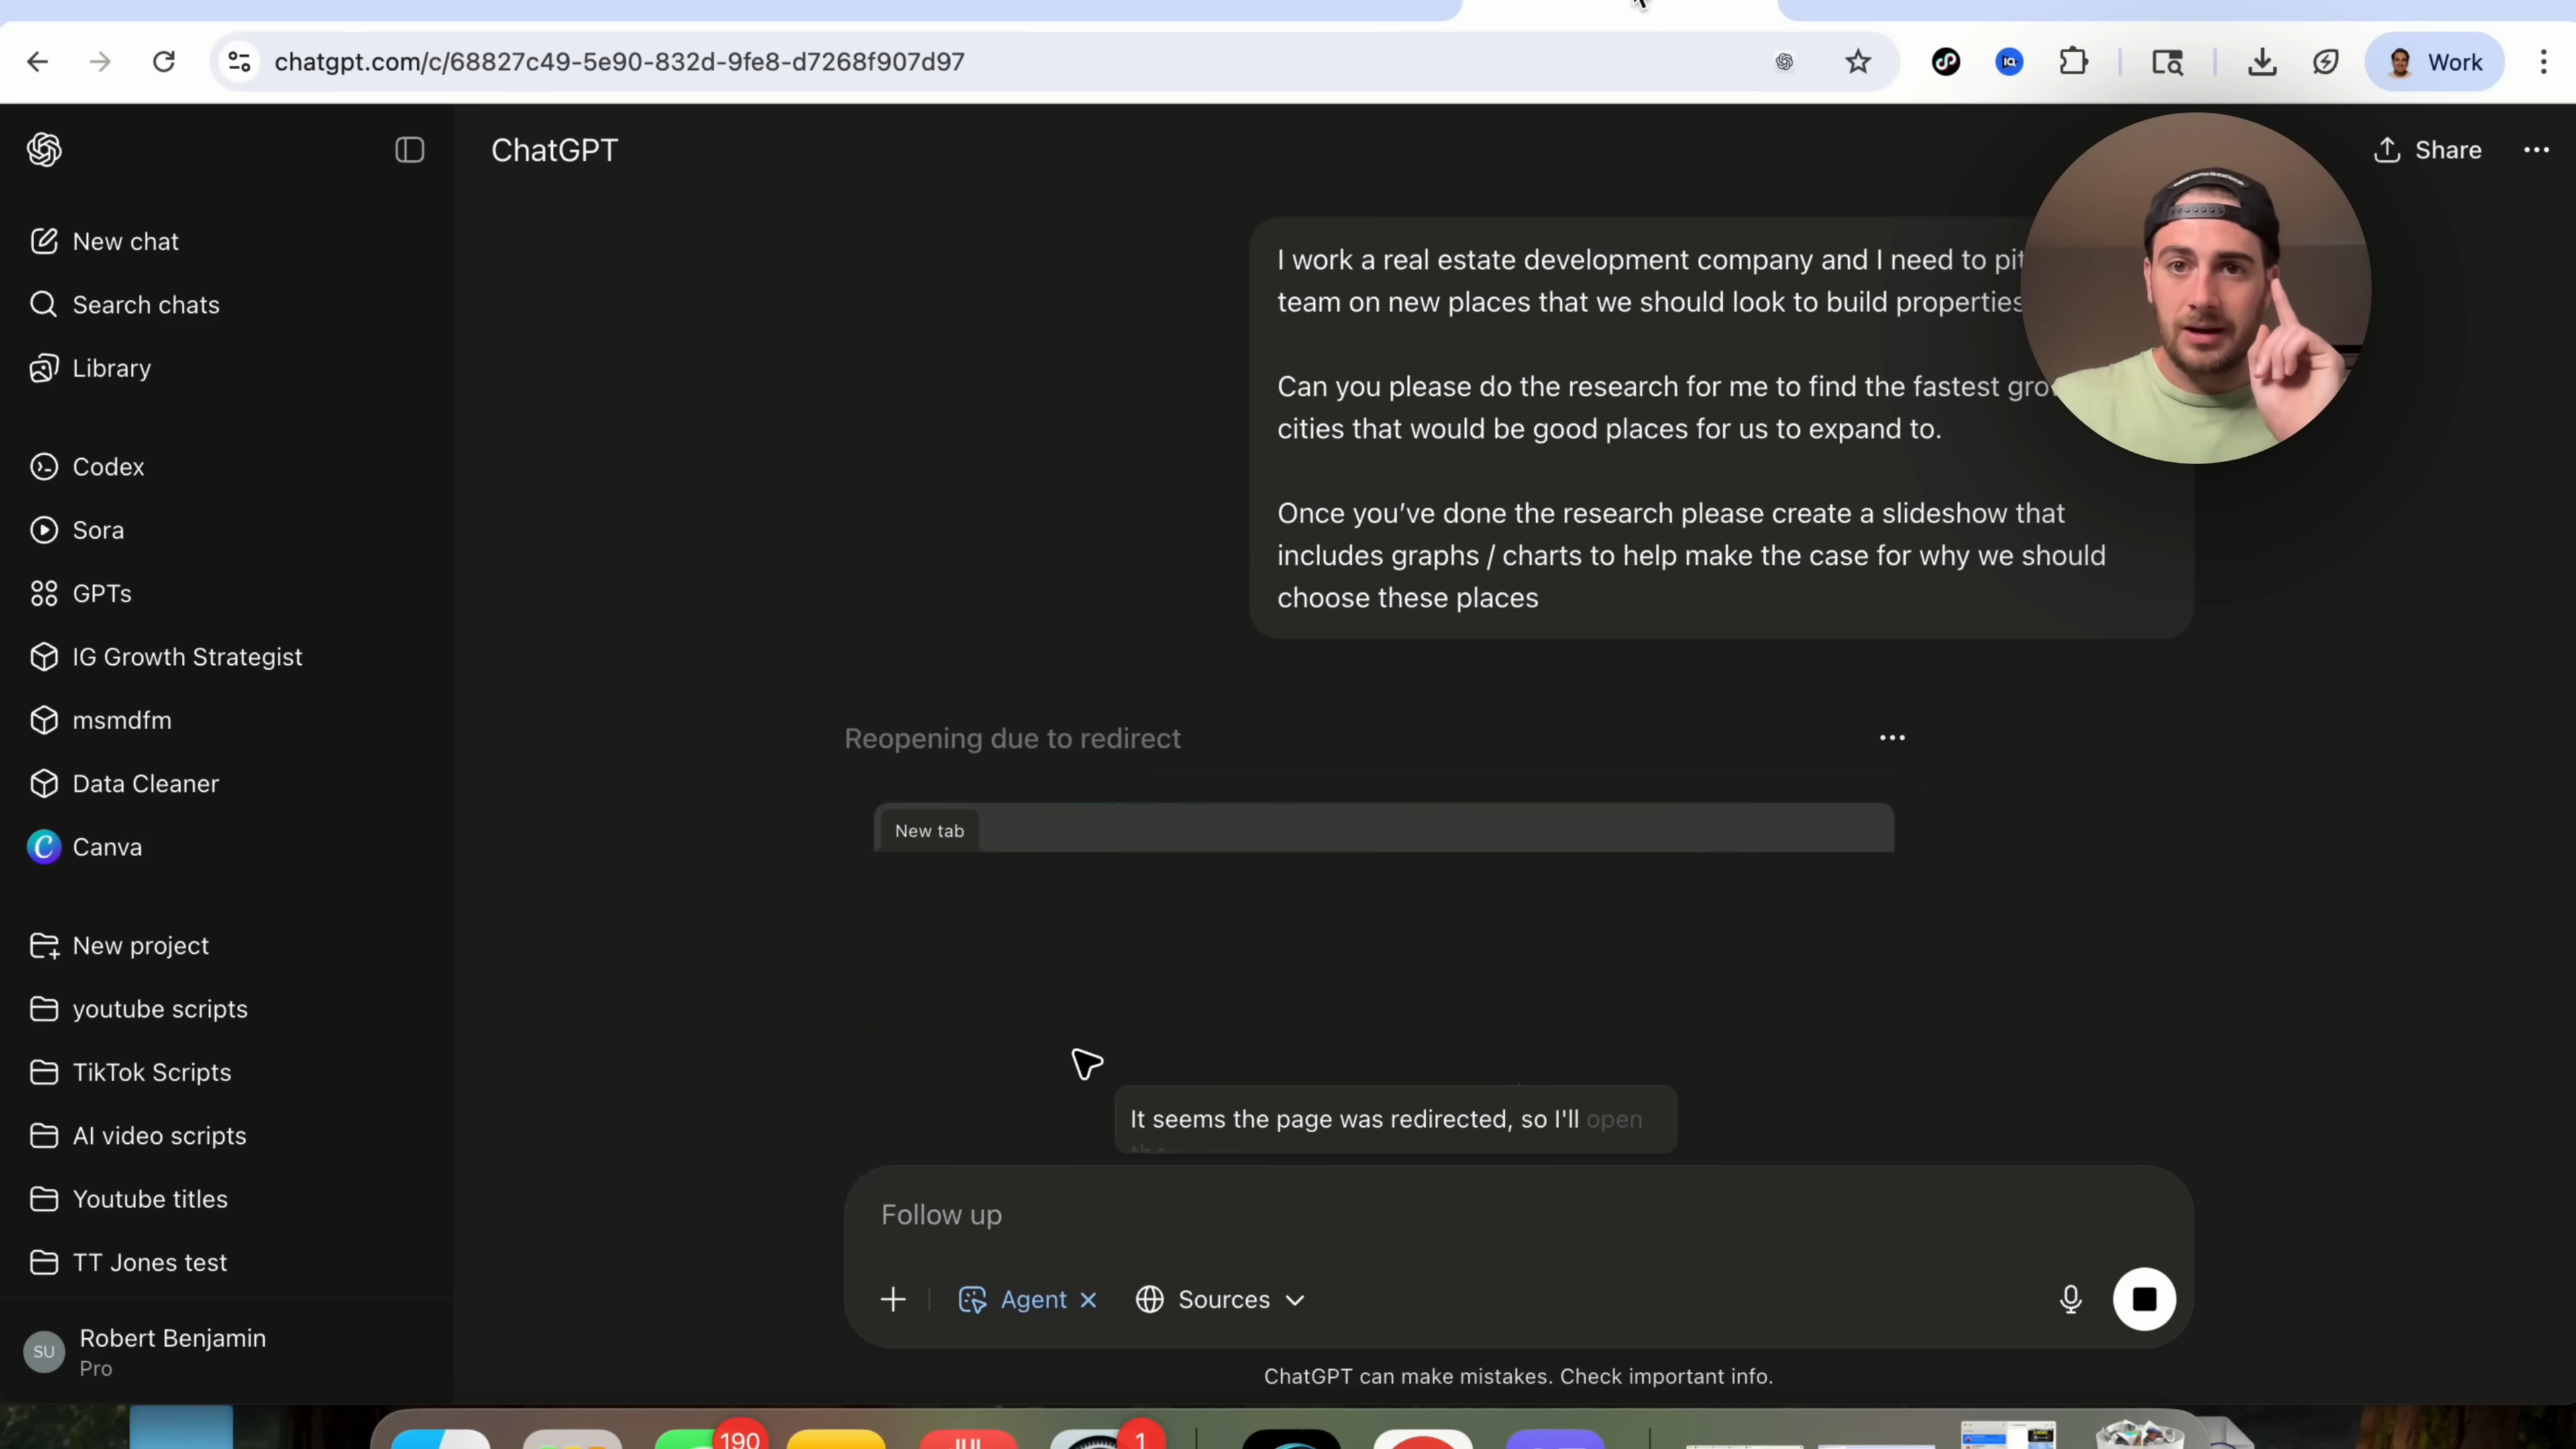 chatgpt.com/c/68827c49-5e90-832d-9fe8-d7268f907d97
Work
ChatGPT
Share
New chat
Search chats
Library
Codex
Sora
GPTs
IG Growth Strategist
msmdfm
Data Cleaner
Canva
New project
youtube scripts
TikTok Scripts
AI video scripts
Youtube titles
TT Jones test
SU
Robert Benjamin
Pro
I work a real estate development company and I need to
team on new places that we should look to build properties
Can you please do the research for me to find the fastest
cities that would be good places for us to expand to.
Once you've done the research please create a slideshow that
includes graphs / charts to help make the case for why we should
choose these places
Reopening due to redirect
New tab
It seems the page was redirected, so I'll open
Follow up
Agent
Sources
ChatGPT can make mistakes. Check important info.
190
1